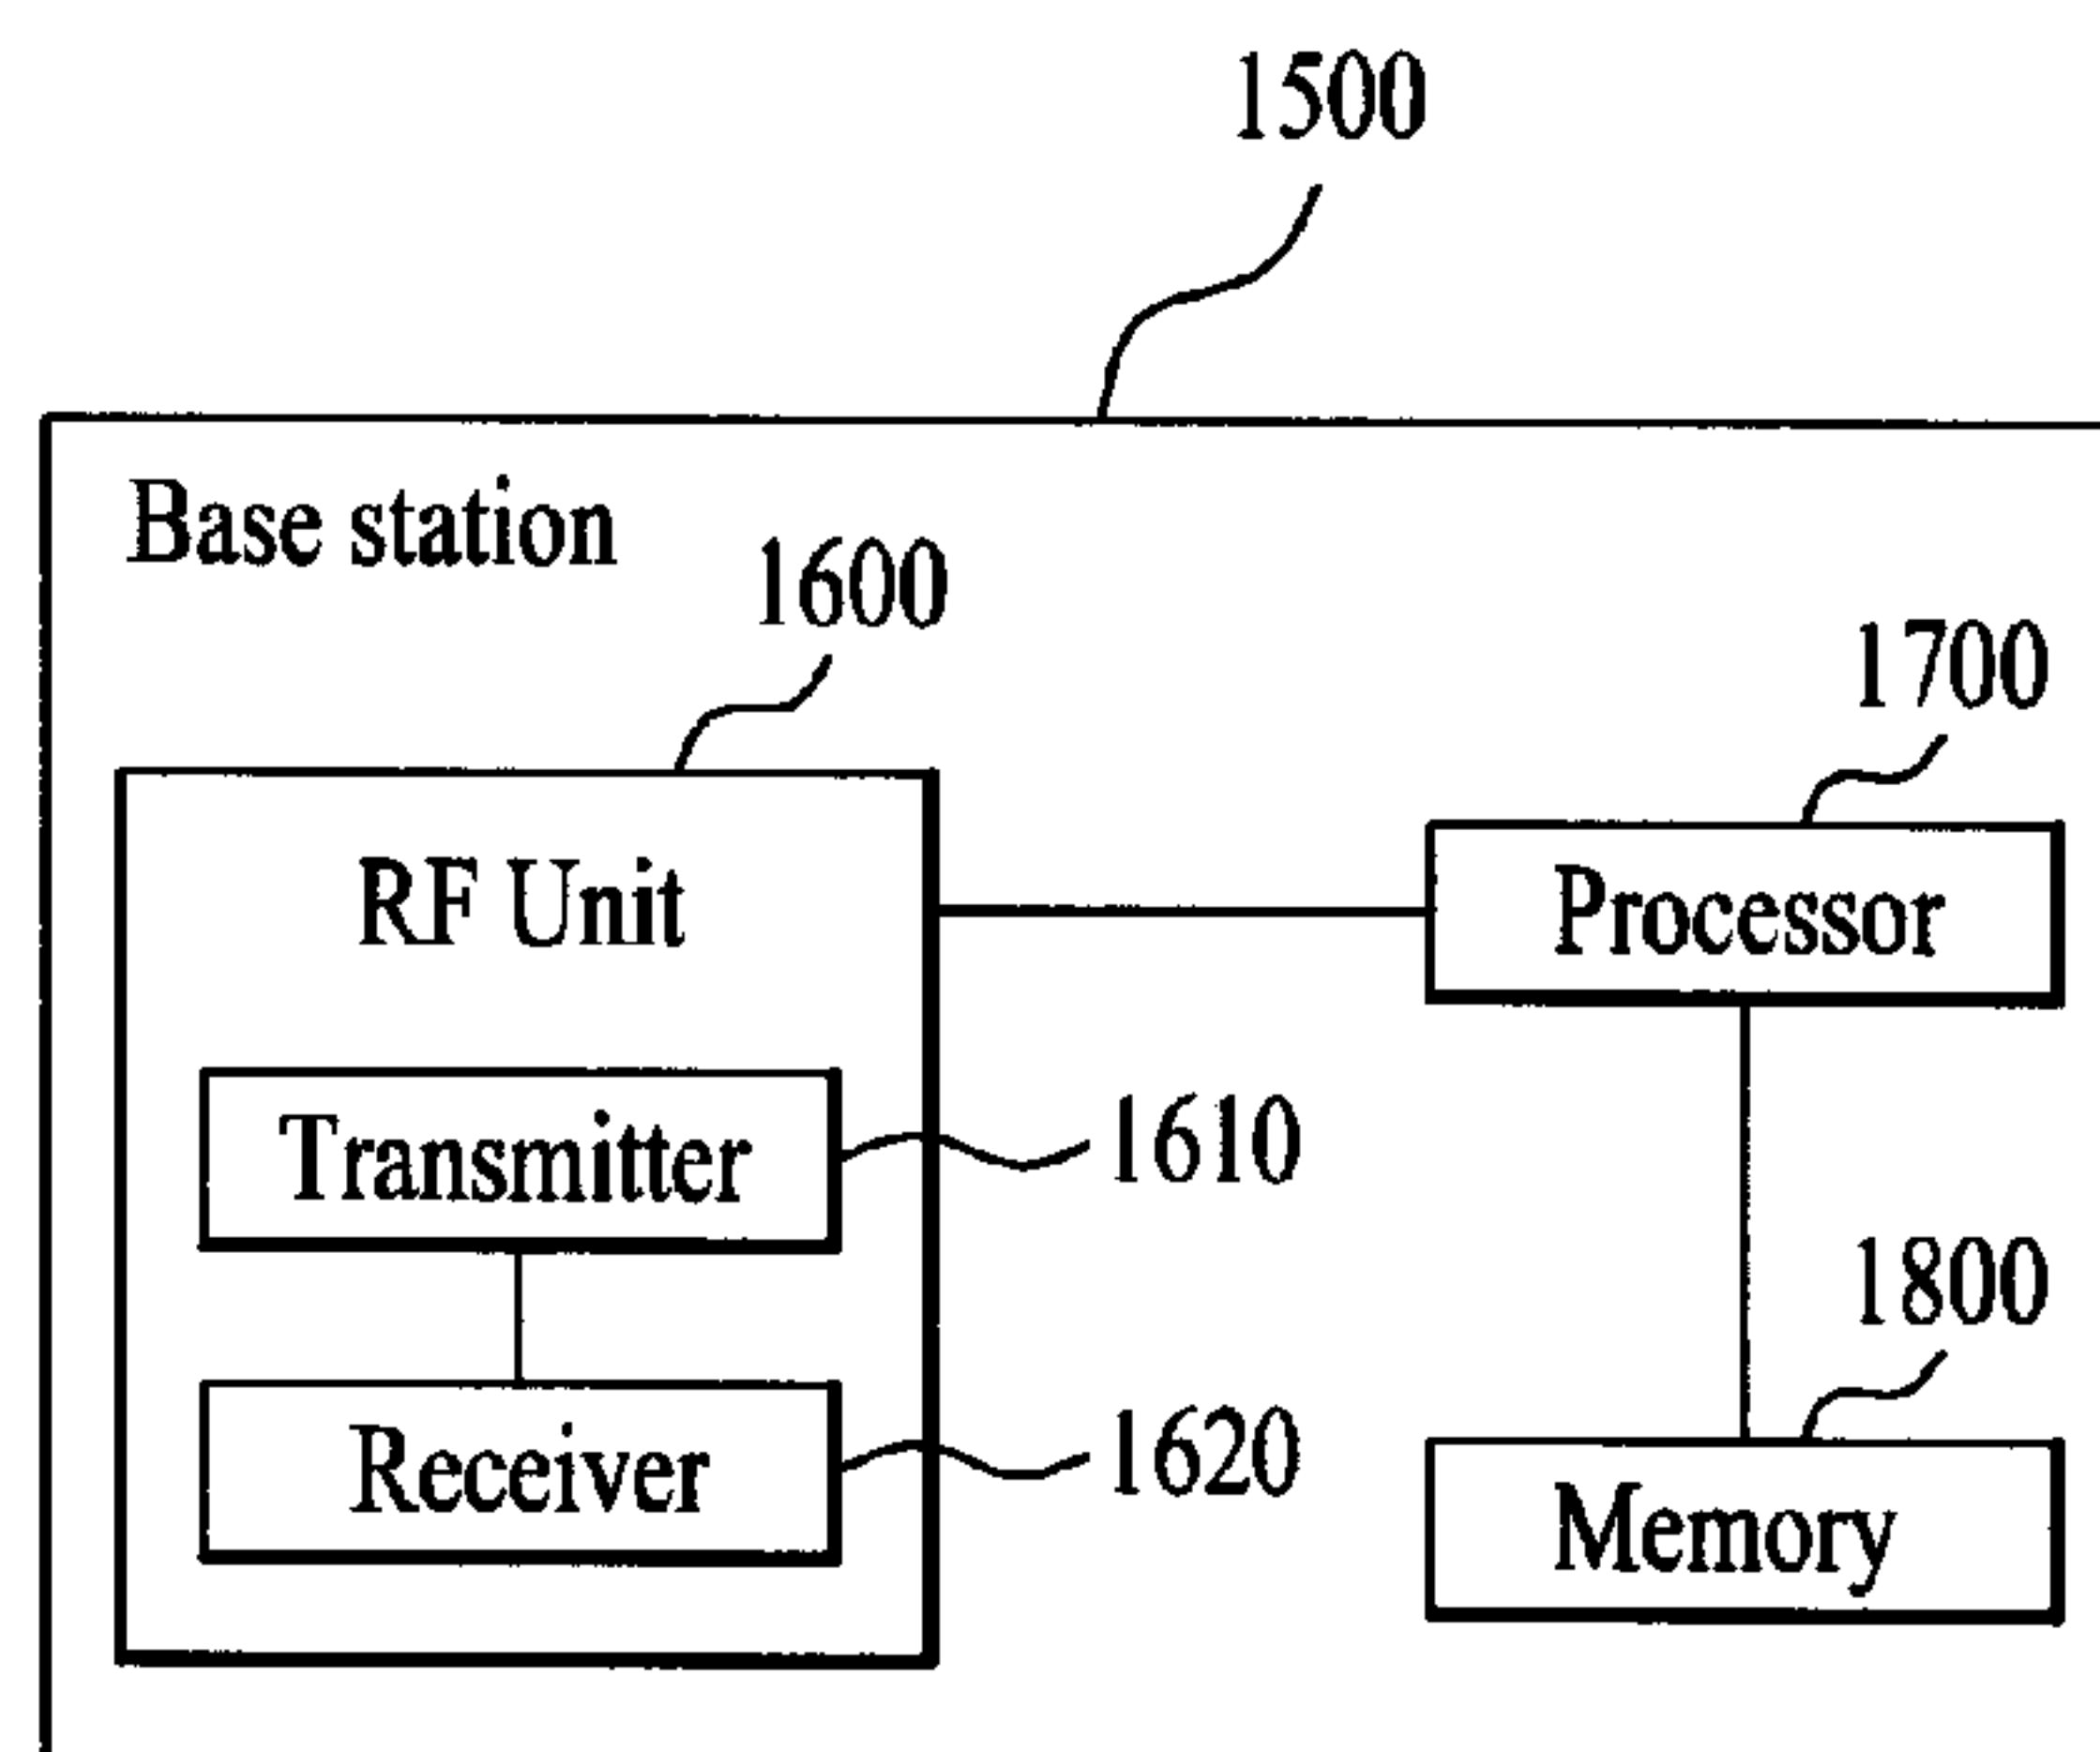 1500
Base station
1600
1700
RF Unit
Processor
Transmitter
1610
1800
Receiver
1620
Memory